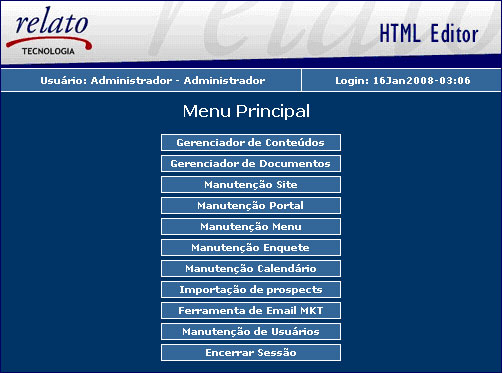 relato
TECNOLOGIA
relato
HTML Editor
Usuário: Administrador - Administrador
Login: 16Jan2008-03:06
Menu Principal
Gerenciador de Conteúdos
Gerenciador de Documentos
Manutenção Site
Manutenção Portal
Manutenção Menu
Manutenção Enquete
Manutenção Calendário
Importação de prospects
Ferramenta de Email MKT
Manutenção de Usuários
Encerrar Sessão